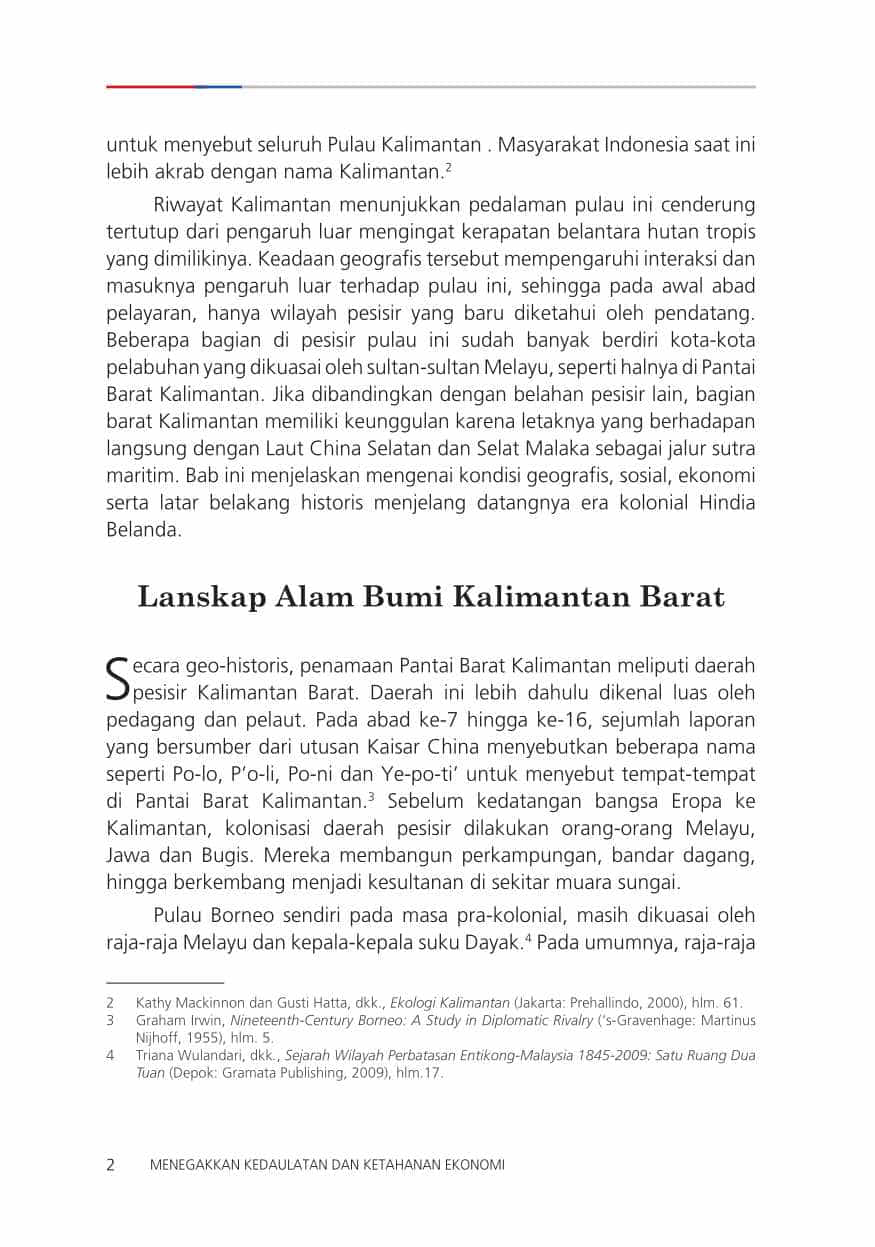 untuk menyebut seluruh Pulau Kalimantan . Masyarakat Indonesia saat ini
lebih akrab dengan nama Kalimantan.2
Riwayat Kalimantan menunjukkan pedalaman pulau ini cenderung
tertutup dari pengaruh luar mengingat kerapatan belantara hutan tropis
yang dimilikinya. Keadaan geografis tersebut mempengaruhi interaksi dan
masuknya pengaruh luar terhadap pulau ini, sehingga pada awal abad
pelayaran, hanya wilayah pesisir yang baru diketahui oleh pendatang.
Beberapa bagian di pesisir pulau ini sudah banyak berdiri kota-kota
pelabuhan yang dikuasai oleh sultan-sultan Melayu, seperti halnya di Pantai
Barat Kalimantan. Jika dibandingkan dengan belahan pesisir lain, bagian
barat Kalimantan memiliki keunggulan karena letaknya yang berhadapan
langsung dengan Laut China Selatan dan Selat Malaka sebagai jalur sutra
maritim. Bab ini menjelaskan mengenai kondisi geografis, sosial, ekonomi
serta latar belakang historis menjelang datangnya era kolonial Hindia
Belanda.
Lanskap Alam Bumi Kalimantan Barat
Secara geo-historis, penamaan Pantai Barat Kalimantan meliputi daerah
pesisir Kalimantan Barat. Daerah ini lebih dahulu dikenal luas oleh
pedagang dan pelaut. Pada abad ke-7 hingga ke-16, sejumlah laporan
yang bersumber dari utusan Kaisar China menyebutkan beberapa nama
seperti Po-lo, P’o-li, Po-ni dan Ye-po-ti’ untuk menyebut tempat-tempat
di Pantai Barat Kalimantan.3 Sebelum kedatangan bangsa Eropa ke
Kalimantan, kolonisasi daerah pesisir dilakukan orang-orang Melayu,
Jawa dan Bugis. Mereka membangun perkampungan, bandar dagang,
hingga berkembang menjadi kesultanan di sekitar muara sungai.
Pulau Borneo sendiri pada masa pra-kolonial, masih dikuasai oleh
raja-raja Melayu dan kepala-kepala suku Dayak.4 Pada umumnya, raja-raja
2 Kathy Mackinnon dan Gusti Hatta, dkk., Ekologi Kalimantan (Jakarta: Prehallindo, 2000), hlm. 61.
3 Graham Irwin, Nineteenth-Century Borneo: A Study in Diplomatic Rivalry (‘s-Gravenhage: Martinus
Nijhoff, 1955), hlm. 5.
4 Triana Wulandari, dkk., Sejarah Wilayah Perbatasan Entikong-Malaysia 1845-2009: Satu Ruang Dua
Tuan (Depok: Gramata Publishing, 2009), hlm.17.
2 MENEGAKKAN KEDAULATAN DAN KETAHANAN EKONOMI